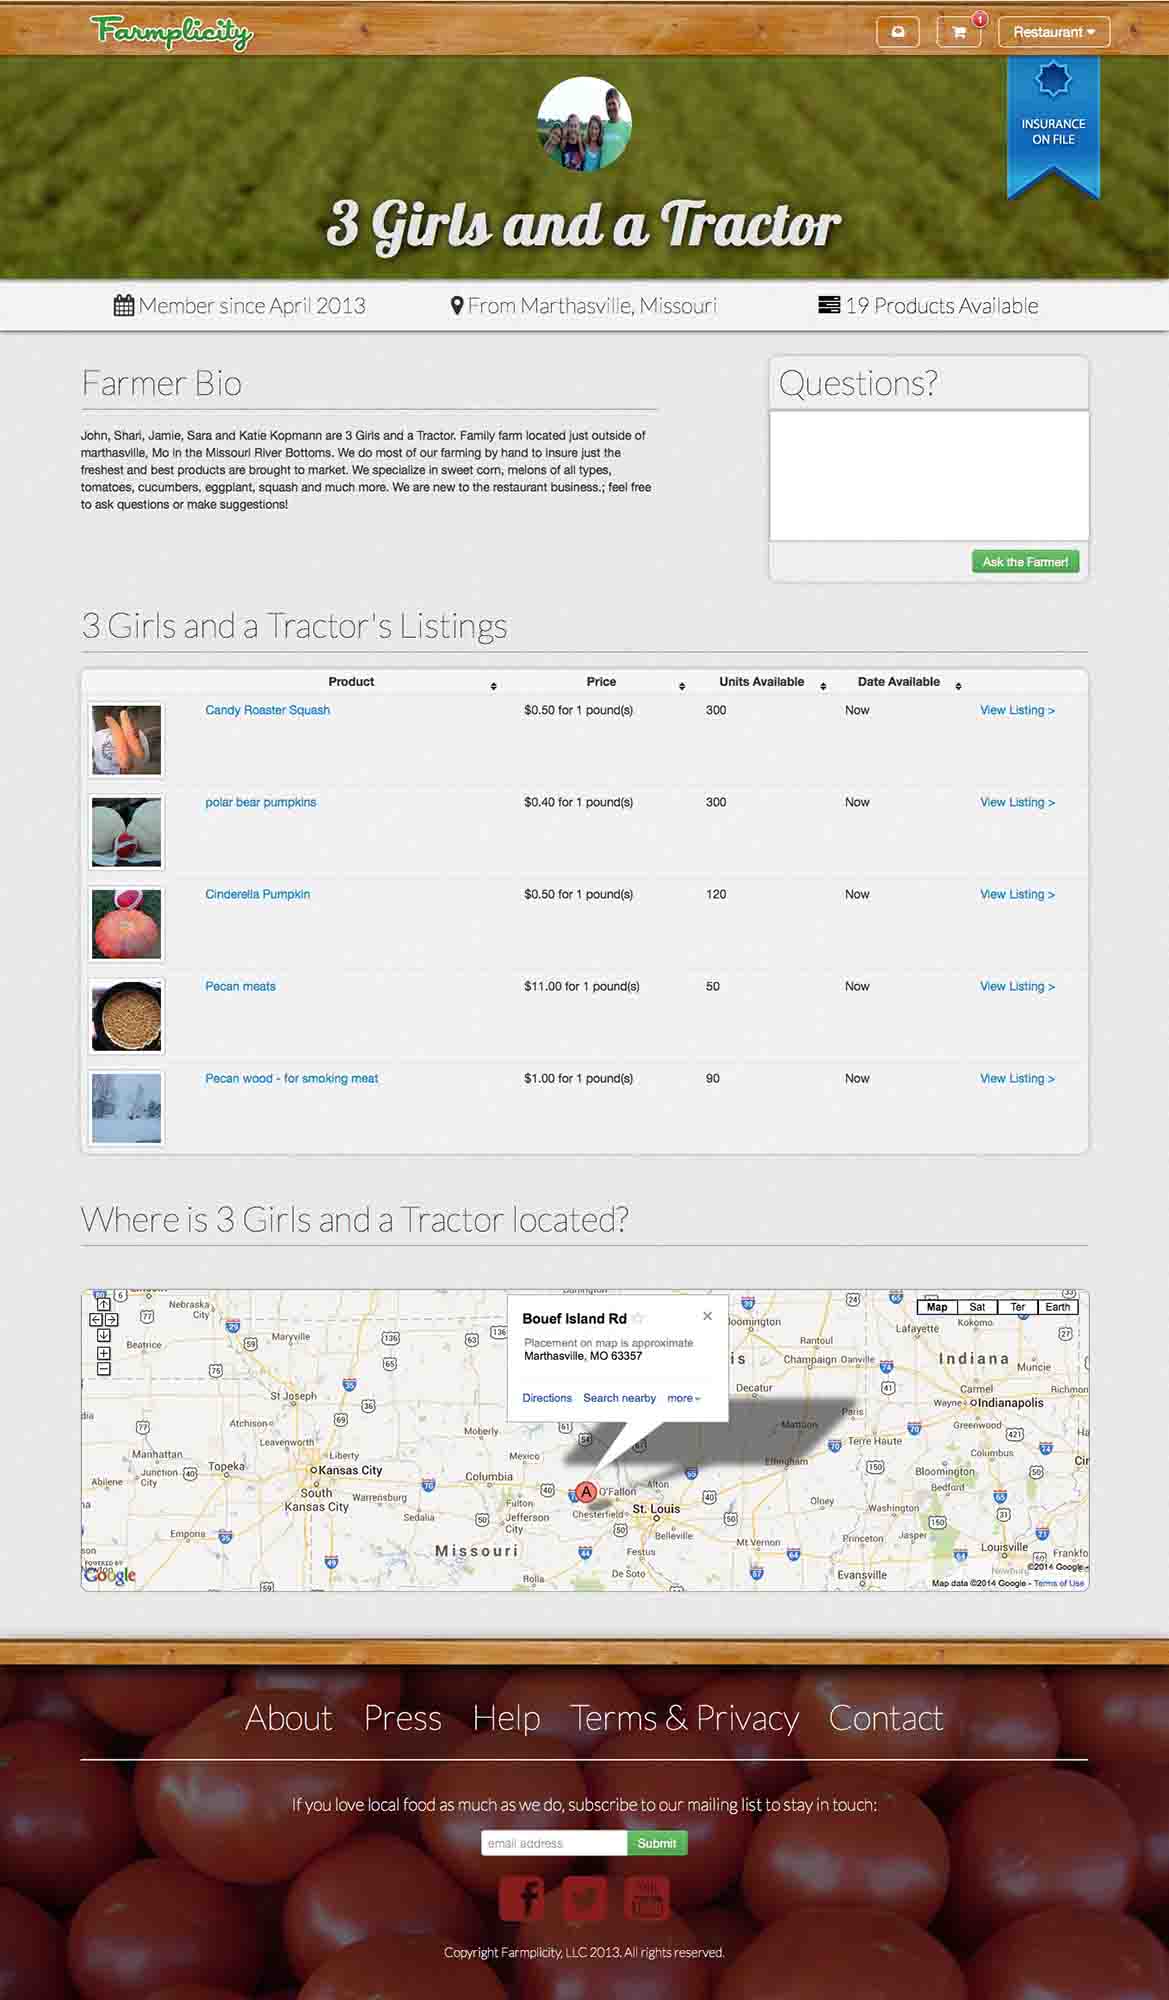 Farmplicity
1
Restaurant
INSURANCE
ON FILE
3 Girls and a Tractor
Member since April 2013
From Marthasville, Missouri
19 Products Available
Farmer Bio
John, Shari, Jamie, Sara and Katie Kopmann are 3 Girls and a Tractor. Family farm located just outside of
marthasville, Mo in the Missouri River Bottoms. We do most of our farming by hand to insure just the
freshest and best products are brought to market. We specialize in sweet corn, melons of all types,
tomatoes, cucumbers, eggplant, squash and much more. We are new to the restaurant business.; feel free
to ask questions or make suggestions!
Questions?
Ask the Farmer!
3 Girls and a Tractor's Listings
Product Price Units Available Date Available
Candy Roaster Squash $0.50 for 1 pound(s) 300 Now View Listing >
polar bear pumpkins $0.40 for 1 pound(s) 300 Now View Listing >
Cinderella Pumpkin $0.50 for 1 pound(s) 120 Now View Listing >
Pecan meats $11.00 for 1 pound(s) 50 Now View Listing >
Pecan wood - for smoking meat $1.00 for 1 pound(s) 90 Now View Listing >
Where is 3 Girls and a Tractor located?
Bouef Island Rd
Placement on map is approximate
Marthasville, MO 63357
Directions Search nearby more
Map Sat Ter Earth
Nebraska
City
Beatrice
Maryville
St Joseph
Atchison
Leavenworth
Manhattan
Junction
City
Abilene
Topeka
Liberty
Kansas City
South
Kansas City
Warrensburg
Emporia
Sedalia
Moberly
Mexico
Columbia
Fulton
Jefferson
City
Missouri
Rolla
A
O'Fallon
Chesterfield
St. Louis
Alton
Belleville
Festus
De Soto
Mt Vernon
Decatur
Mattoon
Effingham
Rantoul
Champaign
Danville
Paris
Terre Haute
Olney
Lafayette
Kokomo
Indiana
Muncie
Carmel
Wayne
Indianapolis
Greenwood
Columbus
Bloomington
Bedford
Washington
Princeton
Jasper
Louisville
Evansville
POWERED BY
Google
©2014 Google
Map data ©2014 Google - Terms of Use
About Press Help Terms & Privacy Contact
If you love local food as much as we do, subscribe to our mailing list to stay in touch:
email address Submit
You
Tube
Copyright Farmplicity, LLC 2013. All rights reserved.